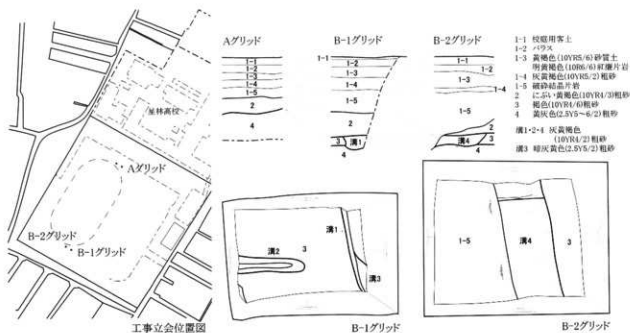 星林高校
Aグリッド
B-2グリッド
B-1グリッド
工事立会位置図
Aグリッド
1-1
1-2
1-3
1-4
1-5
2
4
B-1グリッド
1-1
1-2
1-3
1-4
1-5
2
3
溝1
4
B-2グリッド
1-1
1-2
1-3
1-4
1-5
2
溝4
3
4
1-1 校庭用客土
1-2 バラス
1-3 黄褐色(10YR5/6)砂質土
明黄褐色(10R6/6)紅簾片岩
1-4 灰黄褐色(10YR5/2)粗砂
1-5 破砕結晶片岩
2 にぶい黄褐色(10YR4/3)粗砂
3 褐色(10YR4/6)粗砂
4 黄灰色(2.5Y5~6/2)粗砂
溝1・2・4 灰黄褐色
(10YR4/2)粗砂
溝3 暗灰黄色(2.5Y5/2)粗砂
溝1
溝2
3
溝3
B-1グリッド
1-5
溝4
3
B-2グリッド